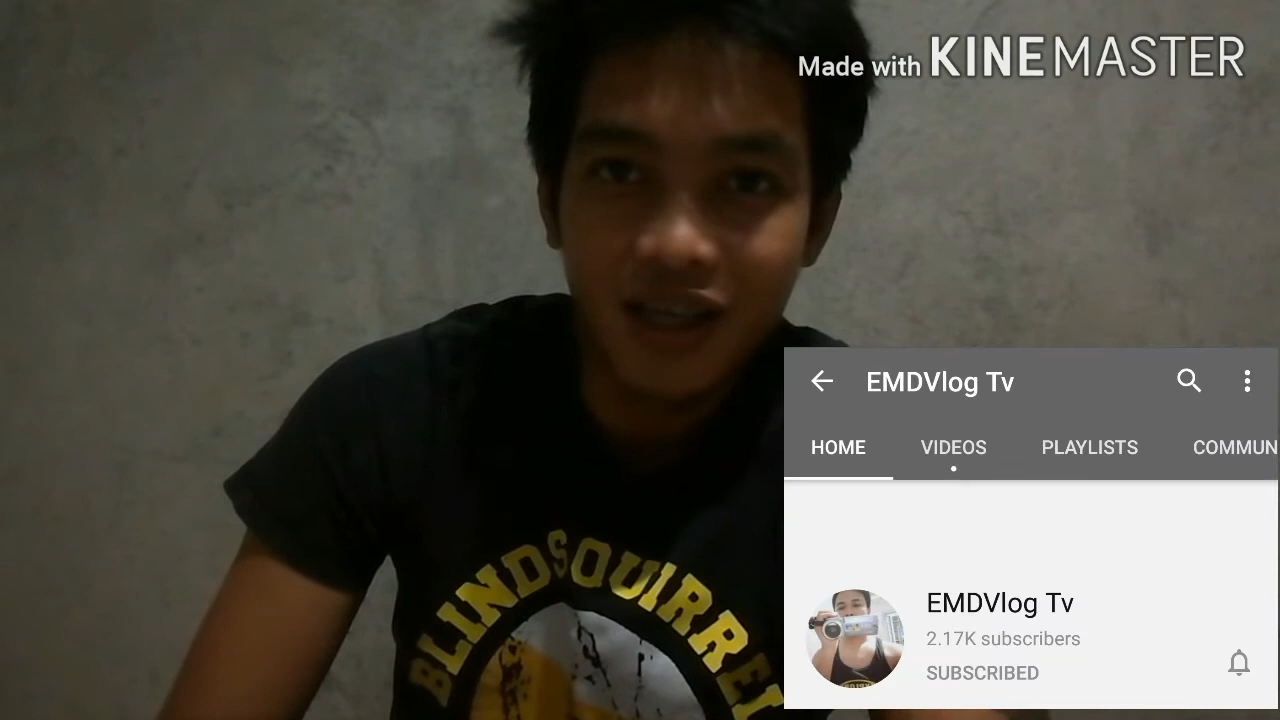 Made with KINEMASTER
EMDVlog Tv
HOME VIDEOS PLAYLISTS COMMUN
EMDVlog Tv
2.17K subscribers
SUBSCRIBED
BLINDSQUIRREL